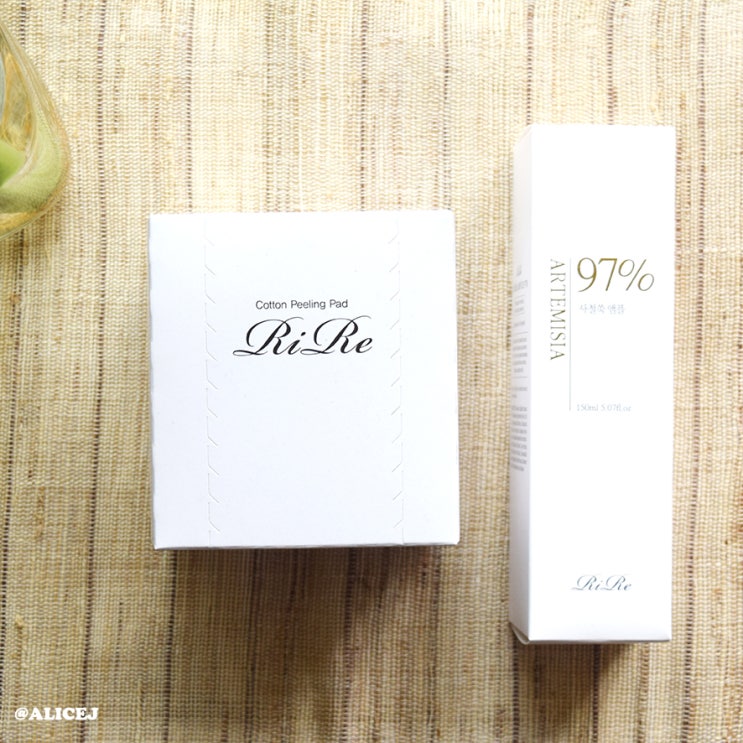 Cotton Peeling Pad
RiRe
ARTEMISIA
97%
사철쑥 앰플
150ml 5.07fl.oz
RiRe
@ALICEJ